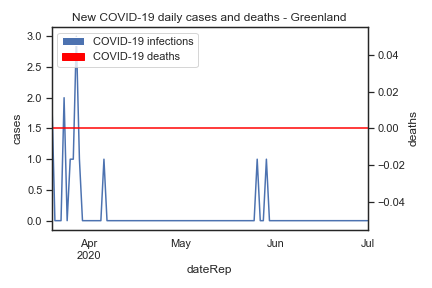 New COVID-19 daily cases and deaths - Greenland
COVID-19 infections
COVID-19 deaths
3.0
2.5
2.0
1.5
1.0
0.5
0.0
cases
0.04
0.02
0.00
−0.02
−0.04
deaths
Apr
2020
May
Jun
Jul
dateRep